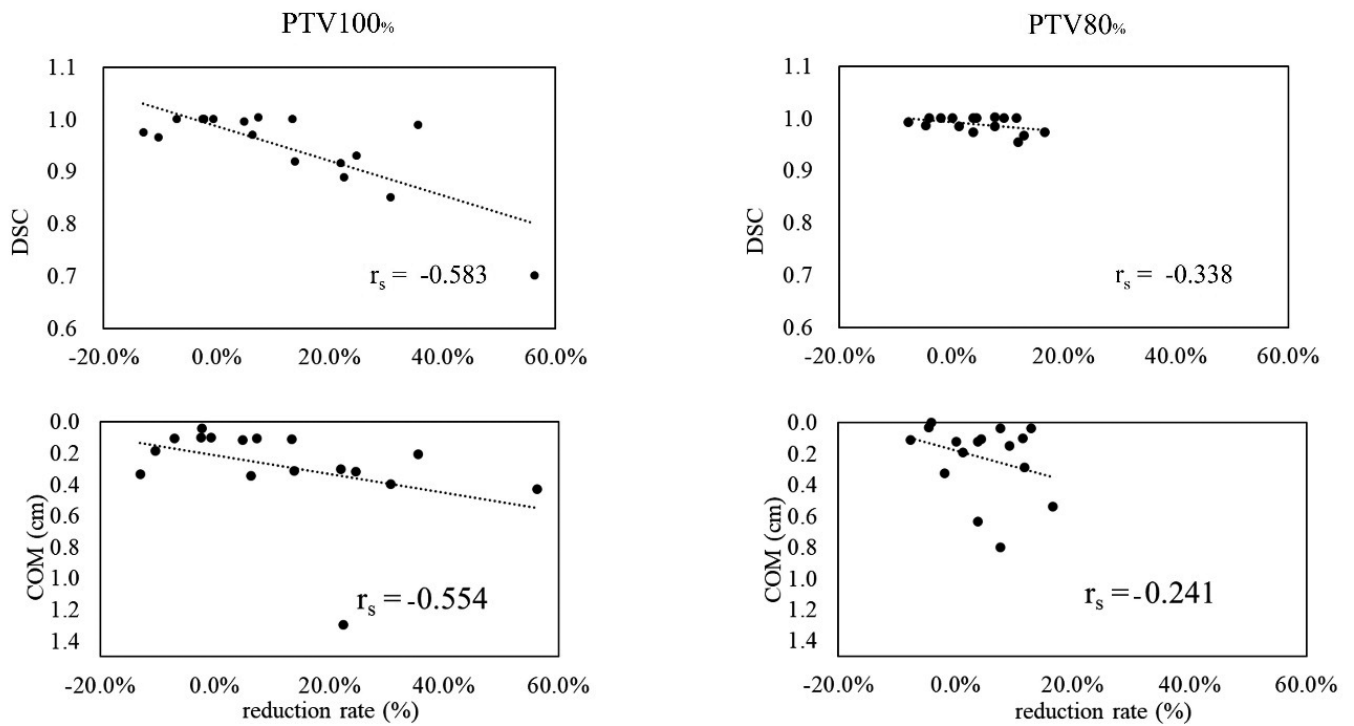 PTV100%
1.1
1.0
0.9
0.8
0.7
0.6
DSC
r_s = -0.583
-20.0% 0.0% 20.0% 40.0% 60.0%
PTV80%
1.1
1.0
0.9
0.8
0.7
0.6
DSC
r_s = -0.338
-20.0% 0.0% 20.0% 40.0% 60.0%
0.0
0.2
0.4
0.6
0.8
1.0
1.2
1.4
COM (cm)
r_s = -0.554
-20.0% 0.0% 20.0% 40.0% 60.0%
reduction rate (%)
0.0
0.2
0.4
0.6
0.8
1.0
1.2
1.4
COM (cm)
r_s = -0.241
-20.0% 0.0% 20.0% 40.0% 60.0%
reduction rate (%)